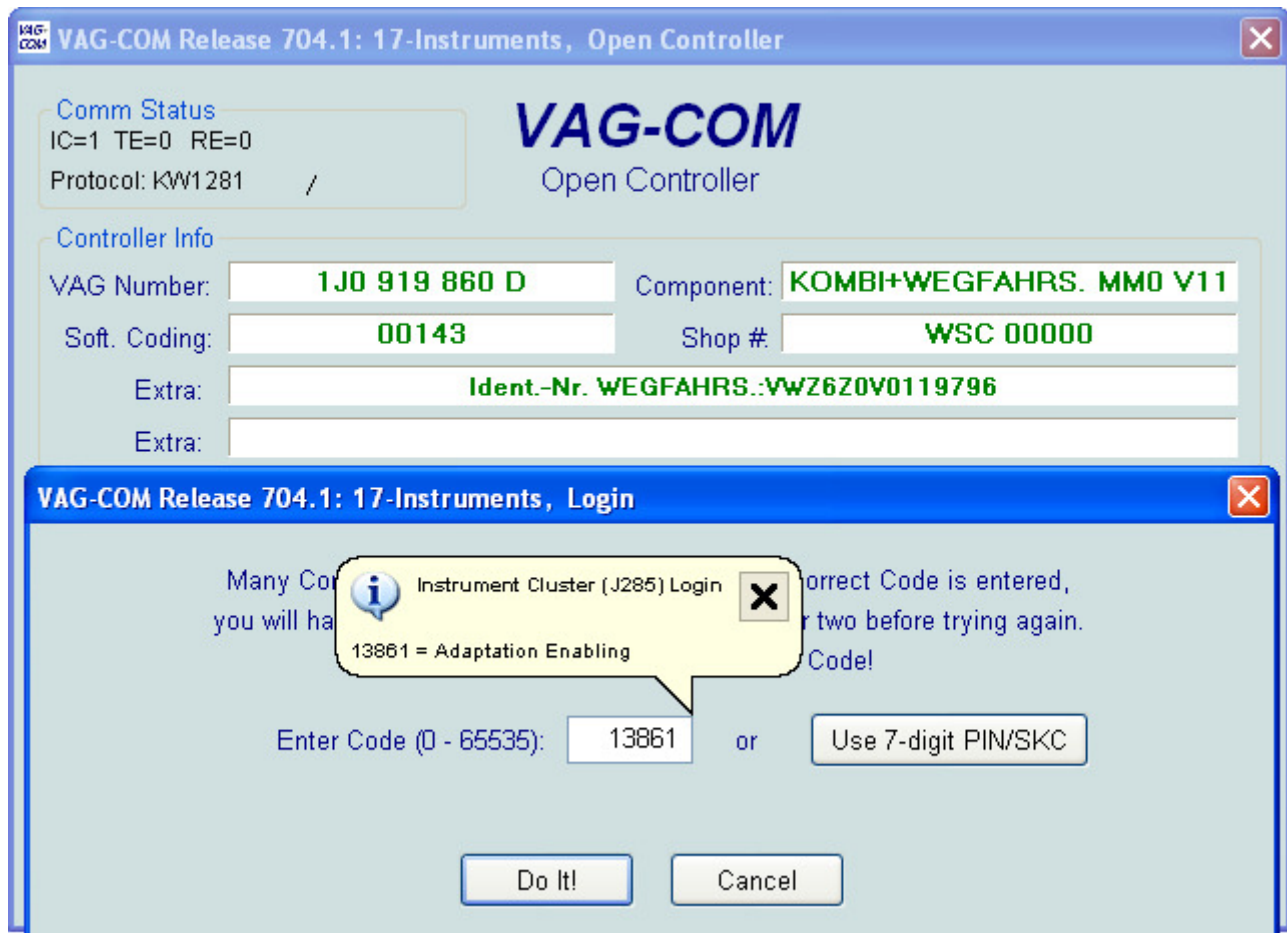 VAG-COM
VAG-COM Release 704.1: 17-Instruments, Open Controller
Comm Status
IC=1 TE=0 RE=0
Protocol: KW1281 /
VAG-COM
Open Controller
Controller Info
VAG Number: 1J0 919 860 D Component: KOMBI+WEGFAHRS. MM0 V11
Soft. Coding: 00143 Shop #: WSC 00000
Extra: Ident.-Nr. WEGFAHRS.:VWZ6Z0V0119796
Extra:
VAG-COM Release 704.1: 17-Instruments, Login
Many orrect Code is entered,
you will r two before trying again.
Code!
Instrument Cluster (J285) Login
13861 = Adaptation Enabling
Enter Code (0 - 65535): 13861 or Use 7-digit PIN/SKC
Do It! Cancel